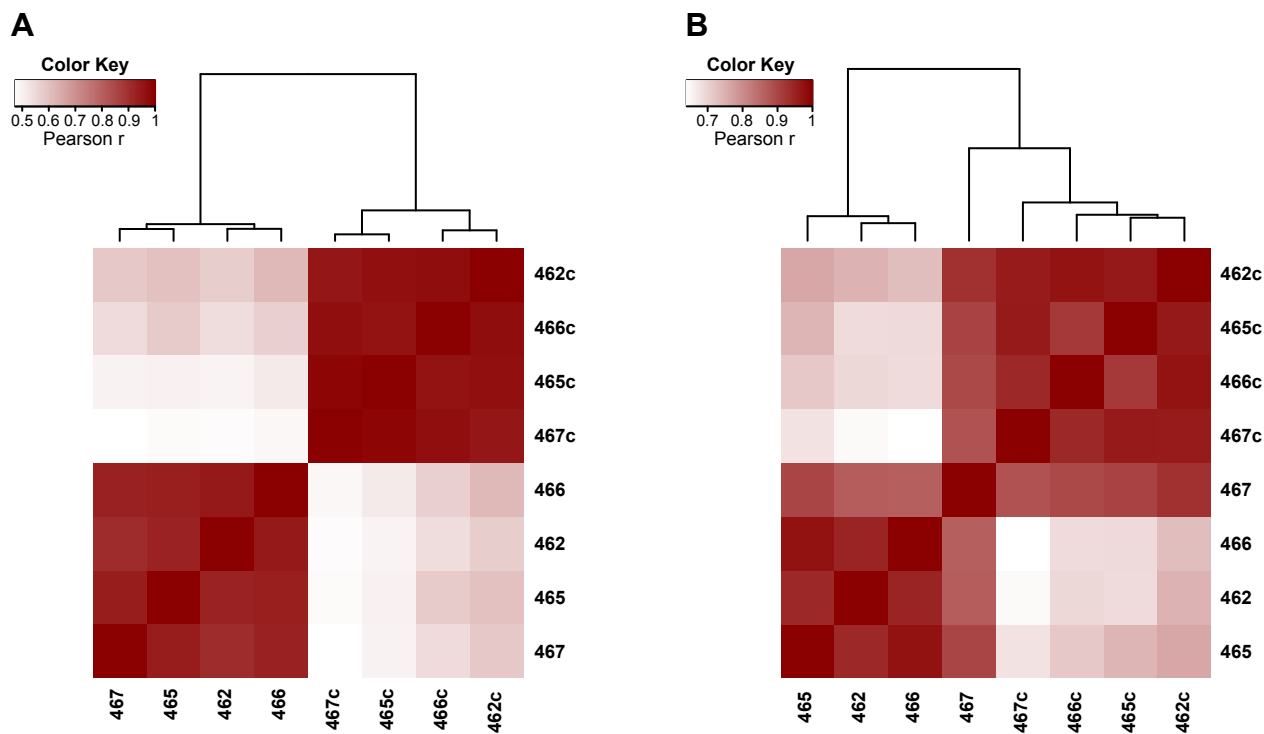 A
Color Key
0.5 0.6 0.7 0.8 0.9 1
Pearson r
462c
466c
465c
467c
466
462
465
467
467 465 462 466 467c 465c 466c 462c
B
Color Key
0.7 0.8 0.9 1
Pearson r
462c
465c
466c
467c
467
466
462
465
465 462 466 467 467c 466c 465c 462c